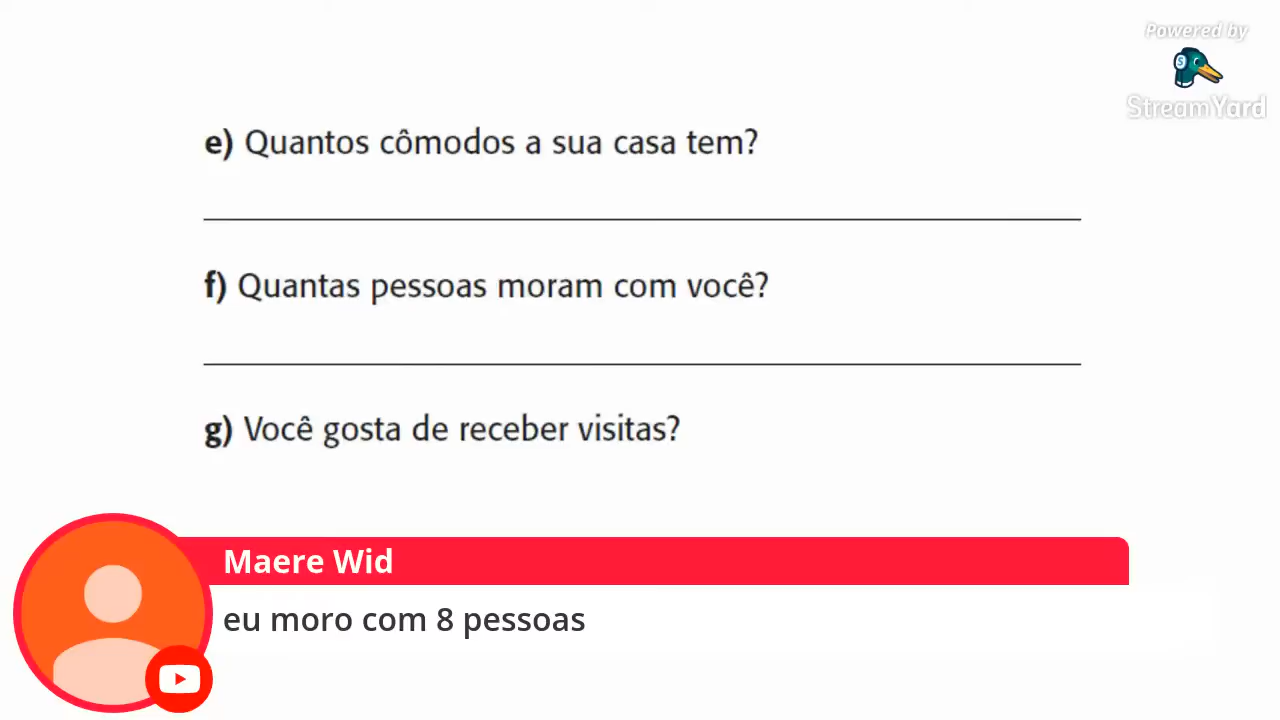 Powered by
StreamYard
e) Quantos cômodos a sua casa tem?
f) Quantas pessoas moram com você?
g) Você gosta de receber visitas?
Maere Wid
eu moro com 8 pessoas